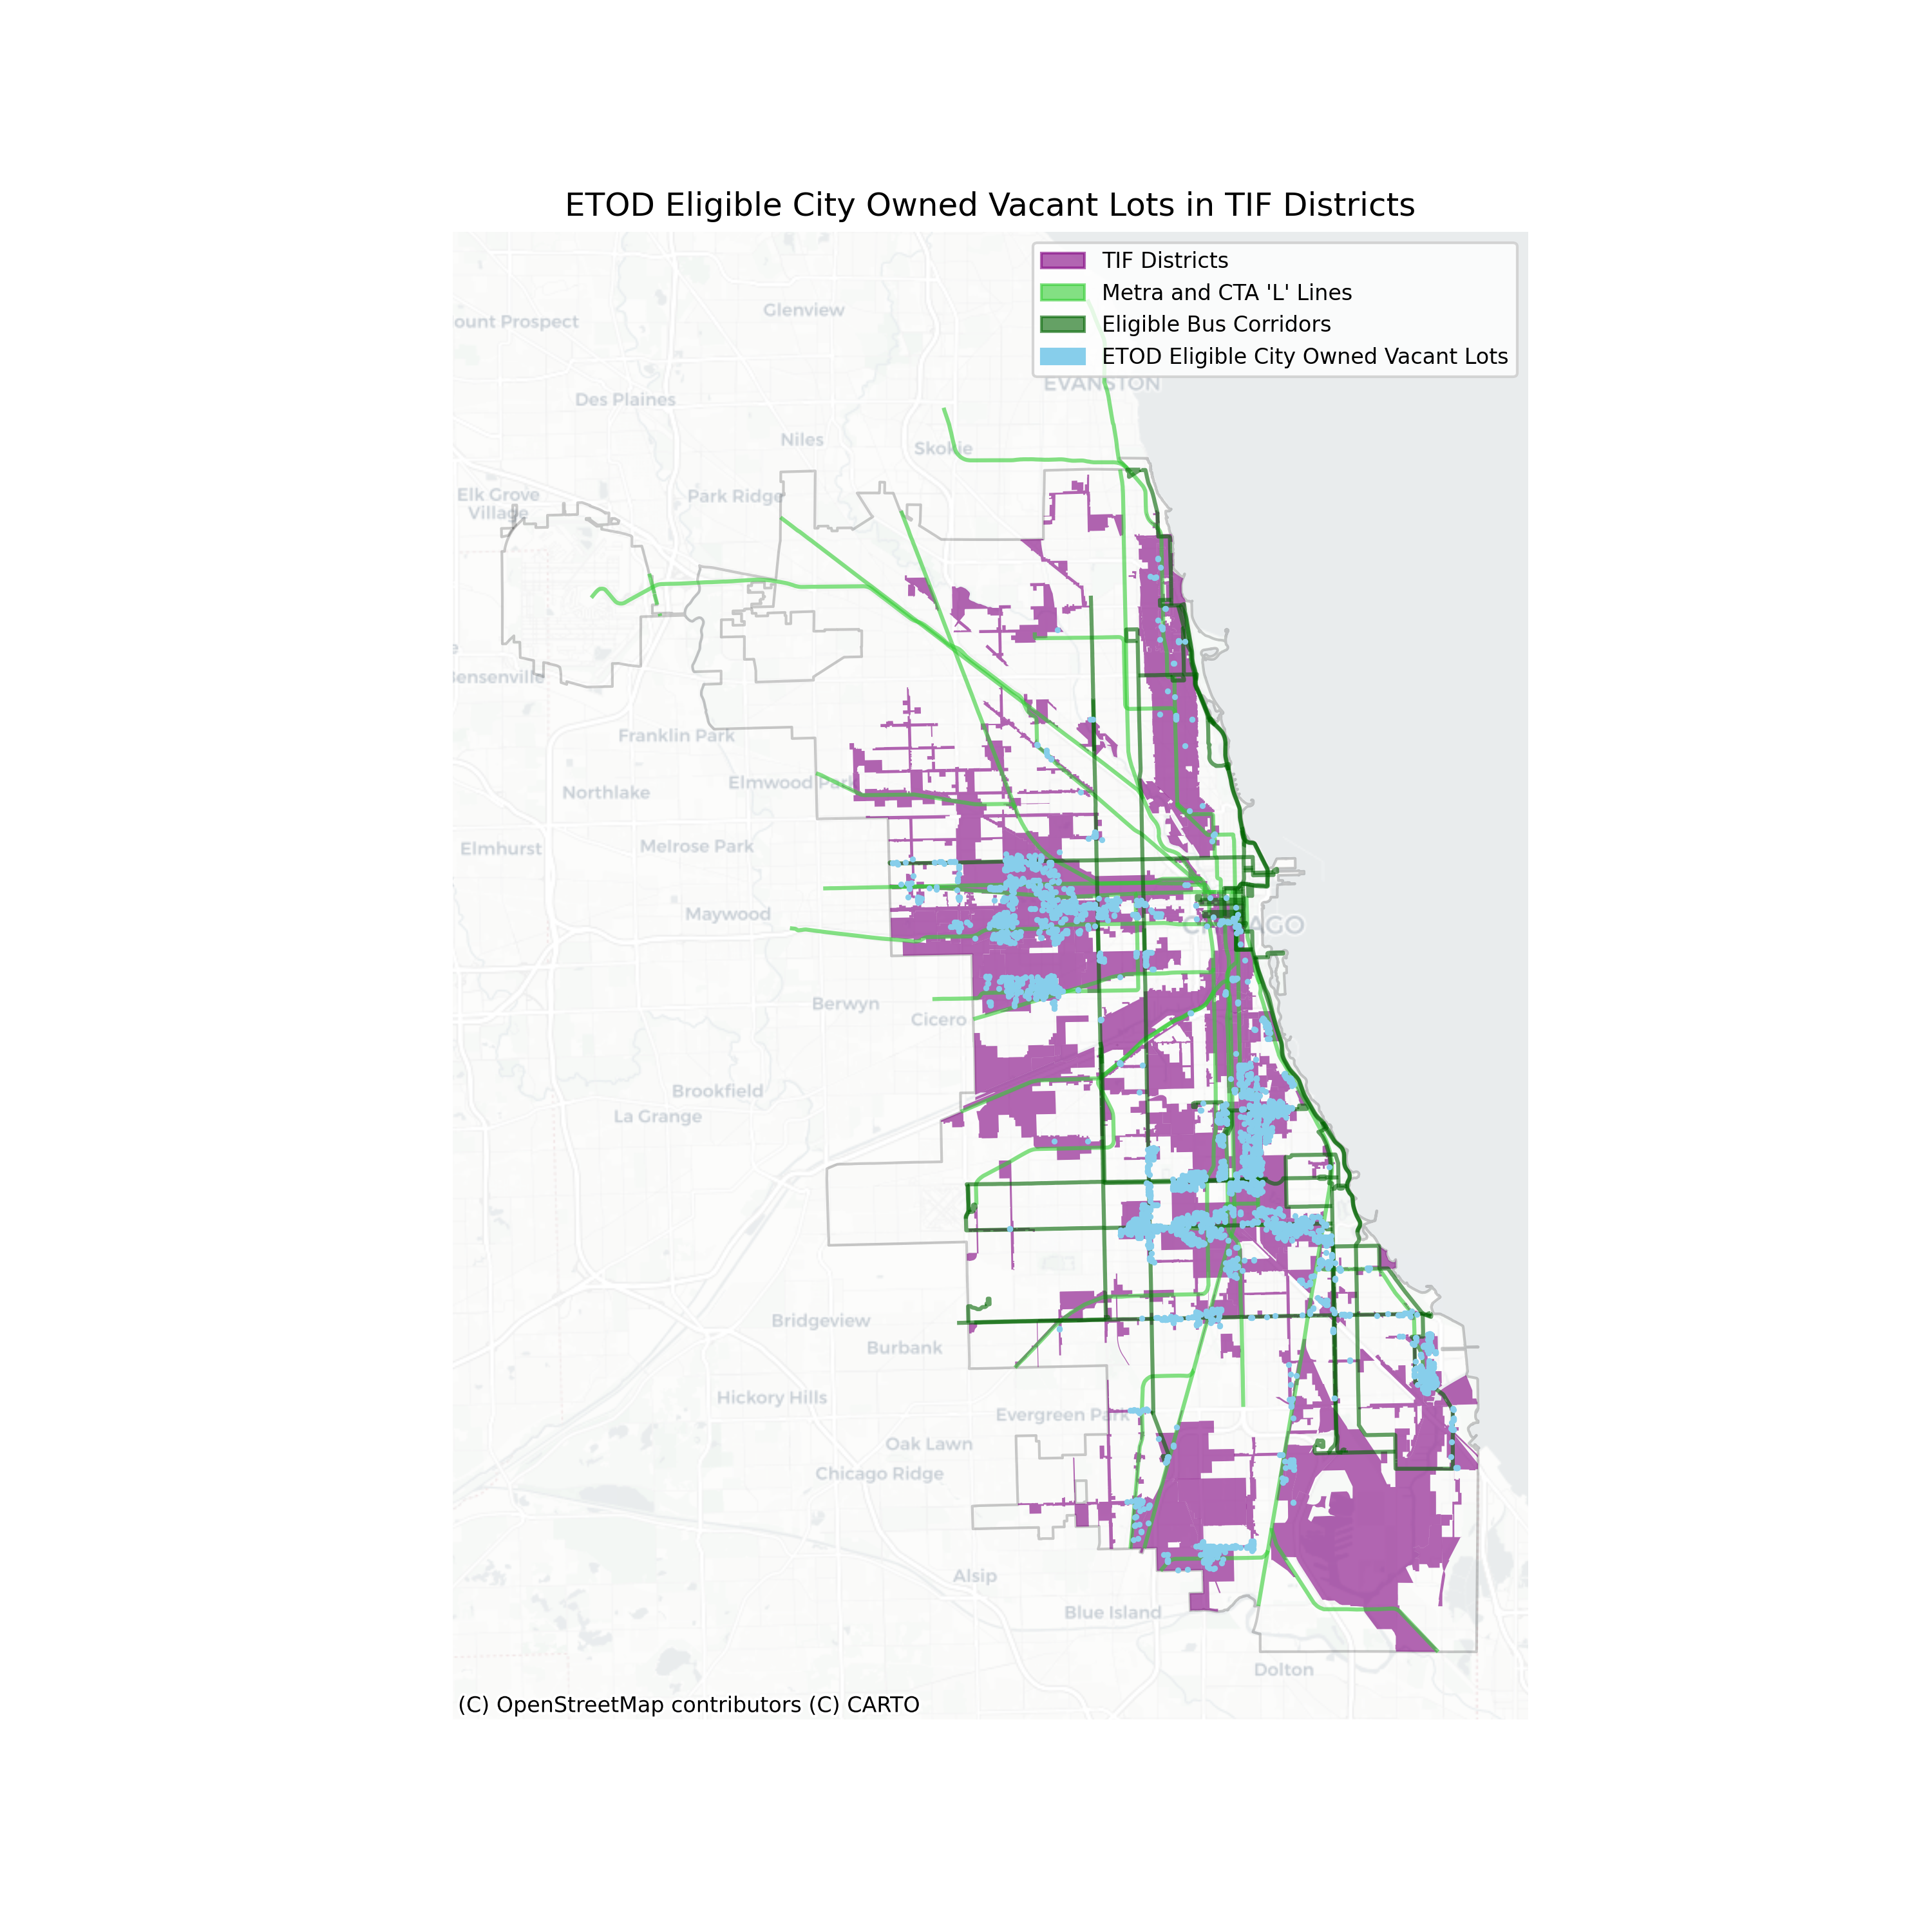 ETOD Eligible City Owned Vacant Lots in TIF Districts
TIF Districts
Metra and CTA 'L' Lines
Eligible Bus Corridors
ETOD Eligible City Owned Vacant Lots
Glenview
ount Prospect
EVANSTON
Des Plaines
Niles
Skokie
Elk Grove
Village
Park Ridge
Bensenville
Franklin Park
Elmwood Park
Northlake
Elmhurst
Melrose Park
Maywood
CHICAGO
Berwyn
Cicero
Brookfield
La Grange
Bridgeview
Burbank
Hickory Hills
Evergreen Park
Oak Lawn
Chicago Ridge
Alsip
Blue Island
Dolton
(C) OpenStreetMap contributors (C) CARTO